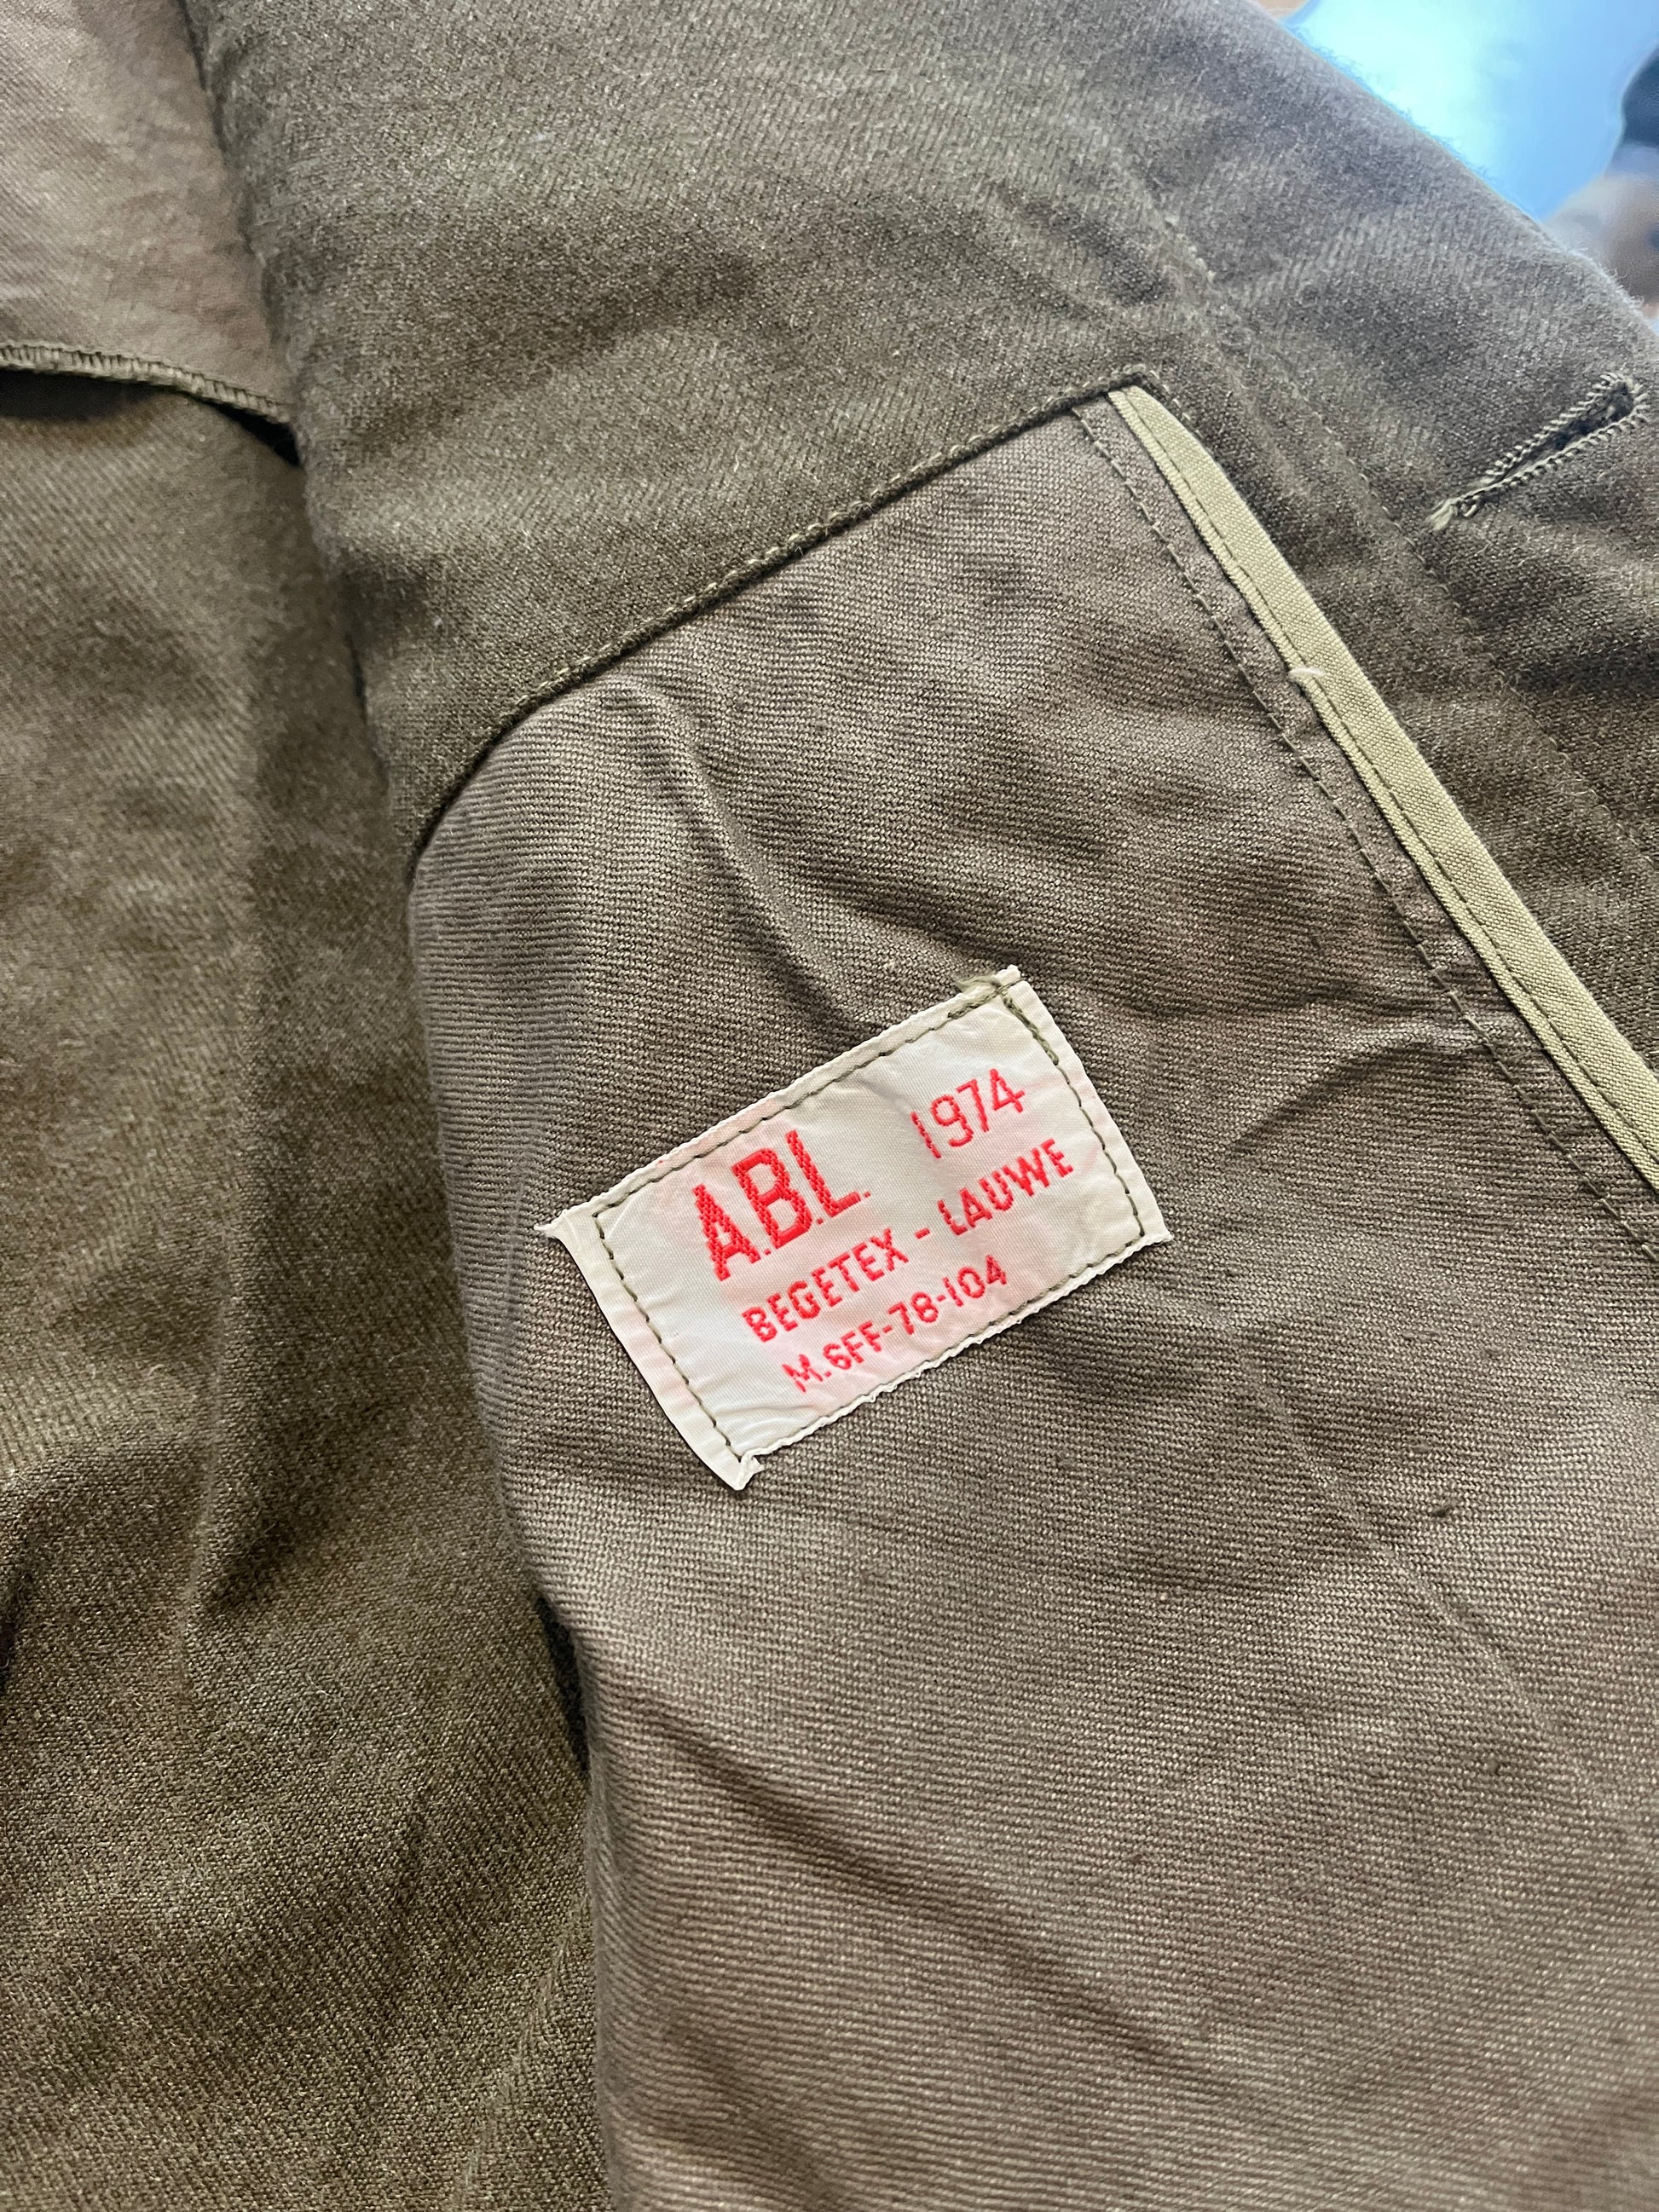 A.B.L. 1974
BEGETEX - LAUWE
M.6FF-78-104